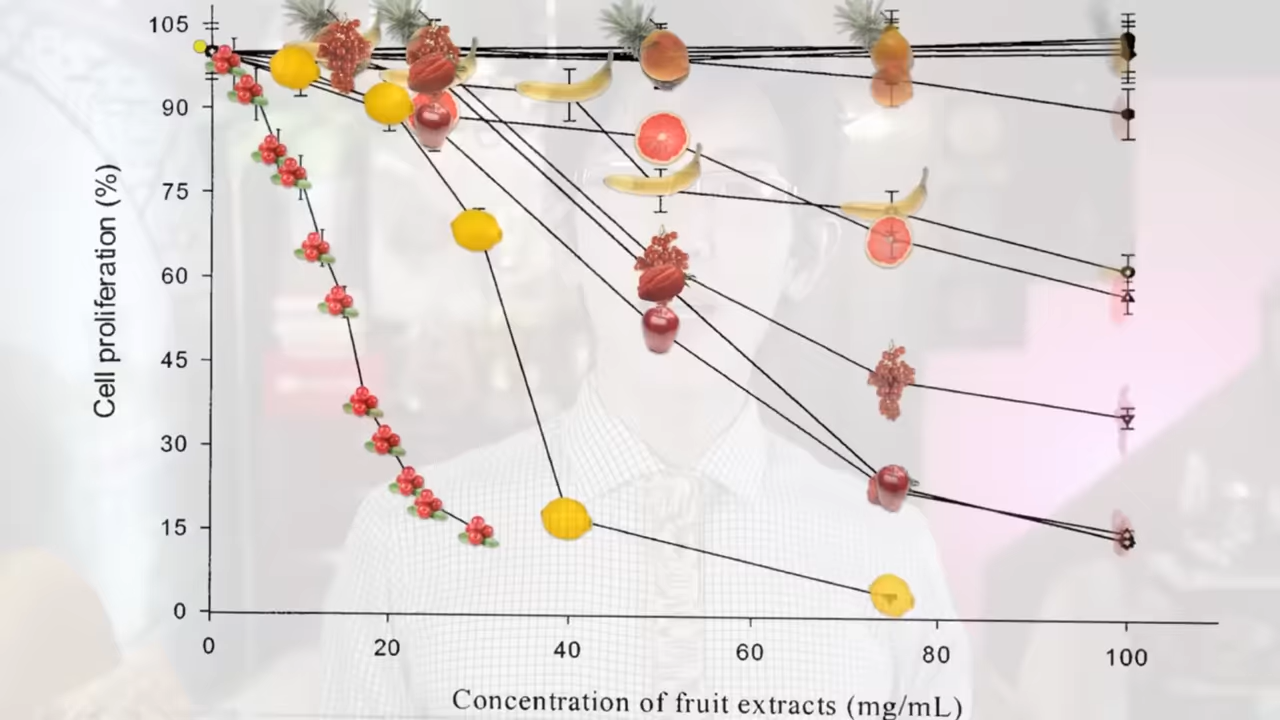 105
90
75
60
45
30
15
0
Cell proliferation (%)
0 20 40 60 80 100
Concentration of fruit extracts (mg/mL)